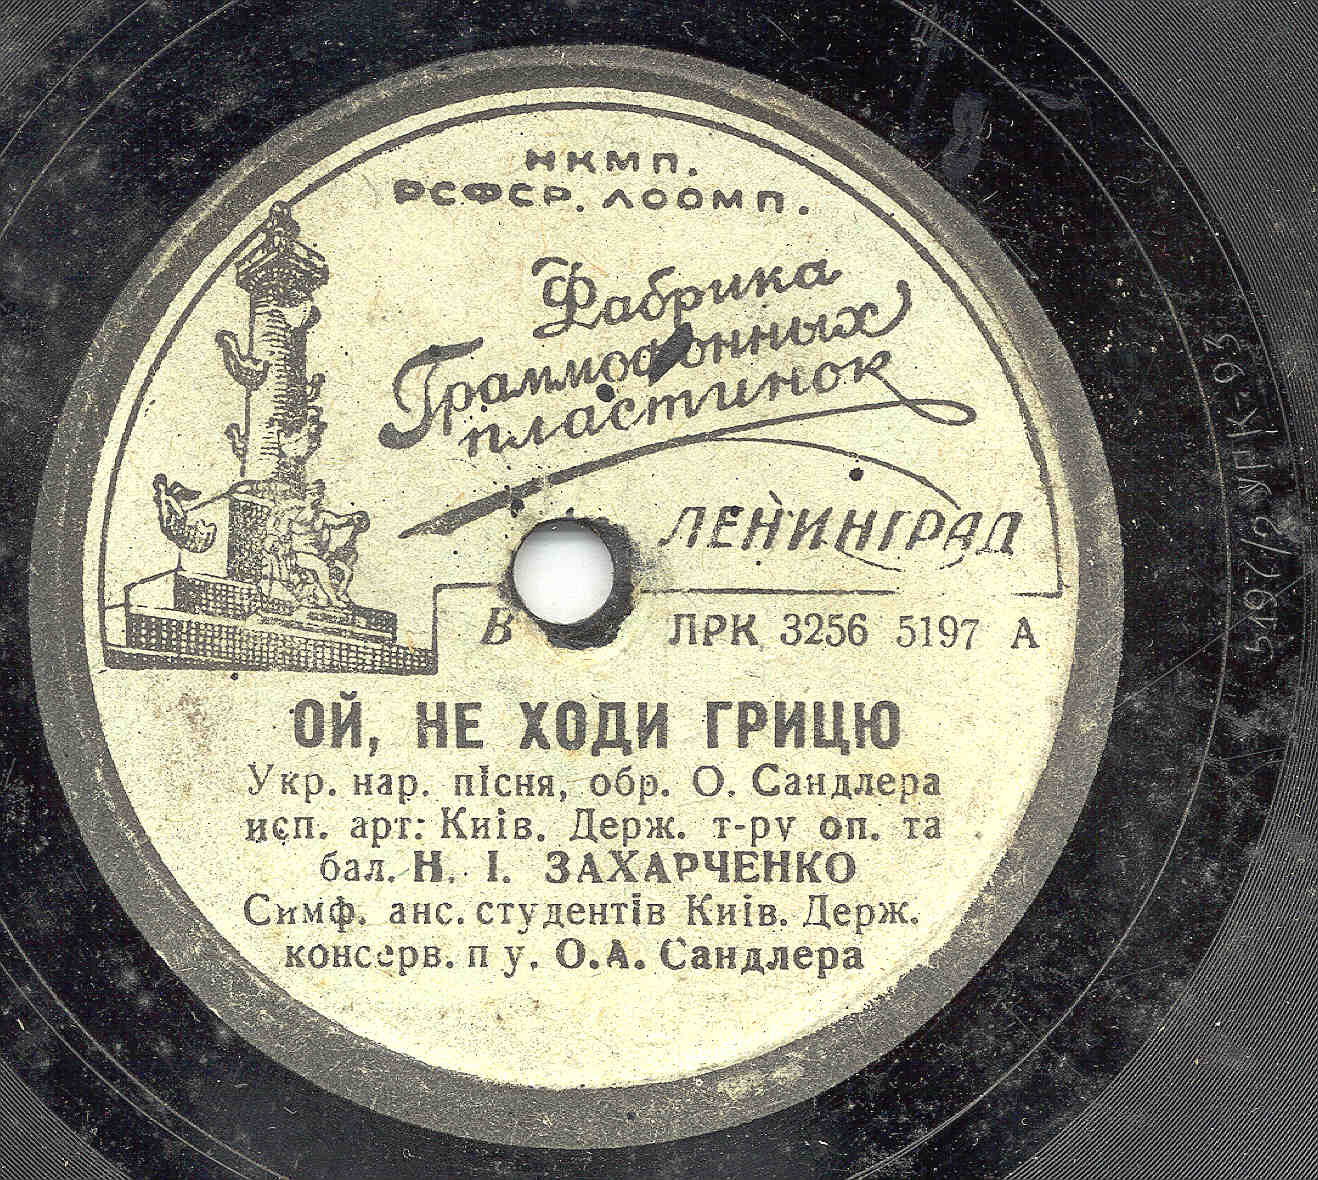 НКМП.
РСФСР. ЛООМП.
Фабрика
Граммофонных
пластинок
ЛЕНИНГРАД
В ЛРК 3256 5197 А
ОЙ, НЕ ХОДИ ГРИЦЮ
Укр. нар. пісня, обр. О. Сандлера
исп. арт: Київ. Держ. т-ру оп. та
бал. Н. І. ЗАХАРЧЕНКО
Симф. анс. студентів Київ. Держ.
консерв. п у. О.А. Сандлера
5197/2 УПК.93